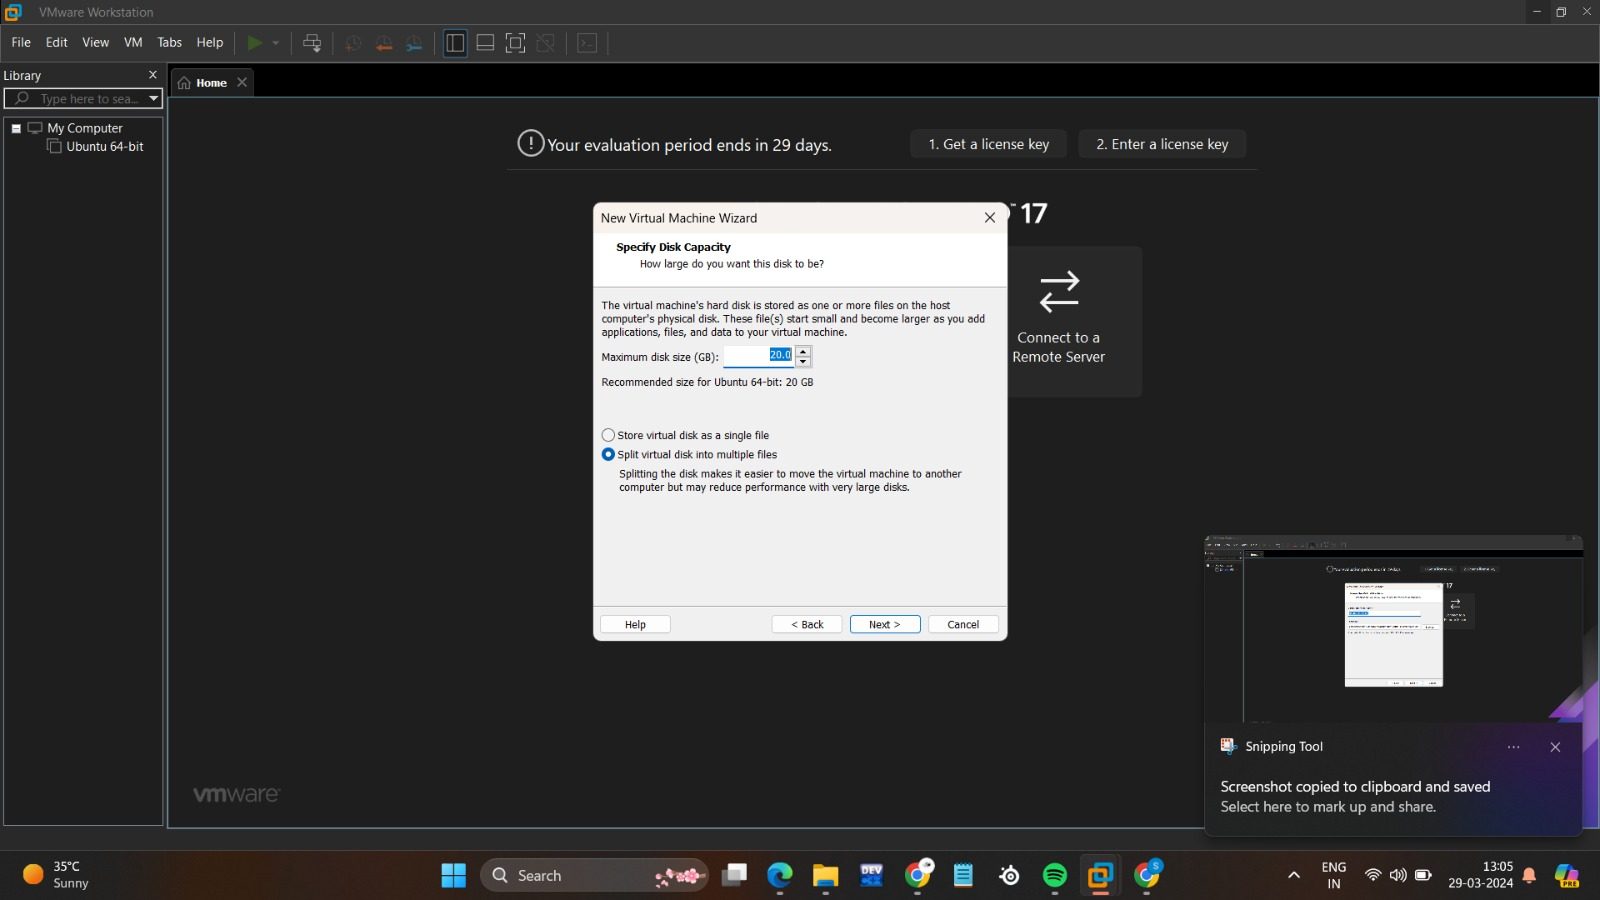 VMware Workstation
File Edit View VM Tabs Help
Library
Home
Type here to sea...
My Computer
Ubuntu 64-bit
Your evaluation period ends in 29 days.
1. Get a license key
2. Enter a license key
™ 17
New Virtual Machine Wizard
Specify Disk Capacity
How large do you want this disk to be?
The virtual machine's hard disk is stored as one or more files on the host
computer's physical disk. These file(s) start small and become larger as you add
applications, files, and data to your virtual machine.
Maximum disk size (GB): 20.0
Recommended size for Ubuntu 64-bit: 20 GB
Store virtual disk as a single file
Split virtual disk into multiple files
Splitting the disk makes it easier to move the virtual machine to another
computer but may reduce performance with very large disks.
Help
< Back
Next >
Cancel
Connect to a
Remote Server
vmware
Snipping Tool
Screenshot copied to clipboard and saved
Select here to mark up and share.
35°C
Sunny
Search
DEV
C++
S
ENG
IN
13:05
29-03-2024
PRE